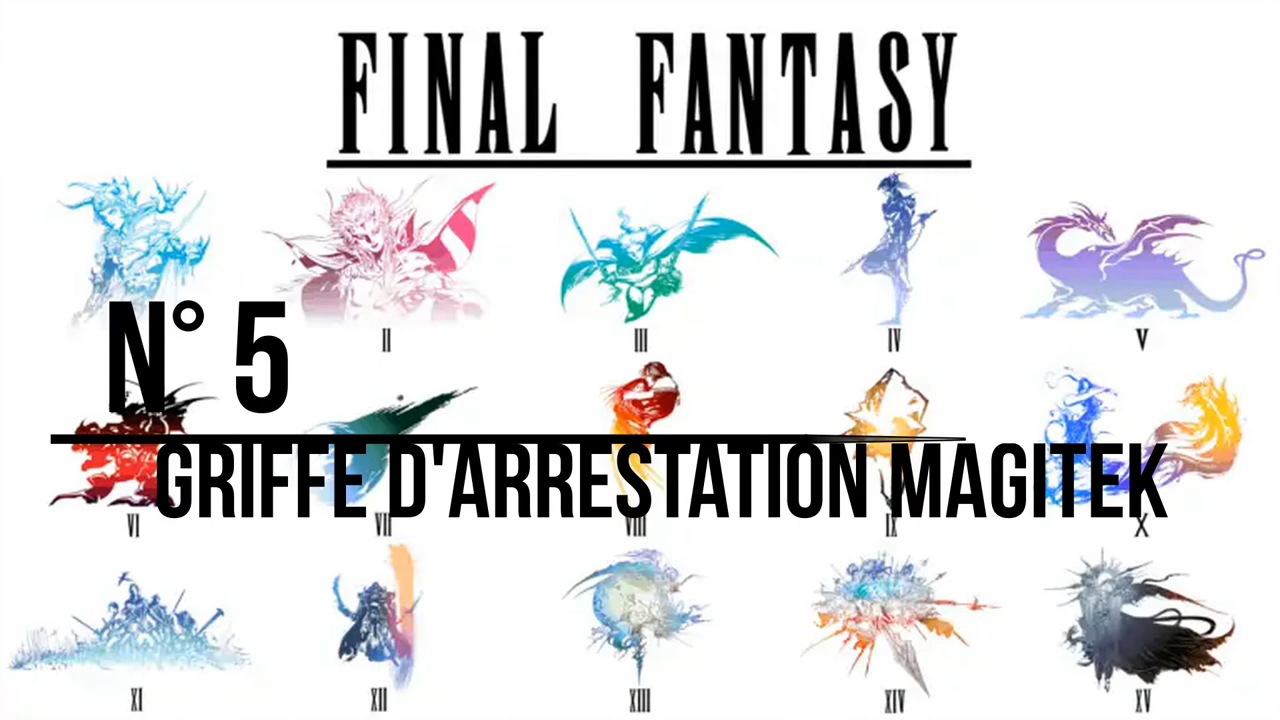 FINAL FANTASY
II III IV V
N° 5
GRIFFE D'ARRESTATION MAGITEK
VI VII VIII IX X
XI XII XIII XIV XV